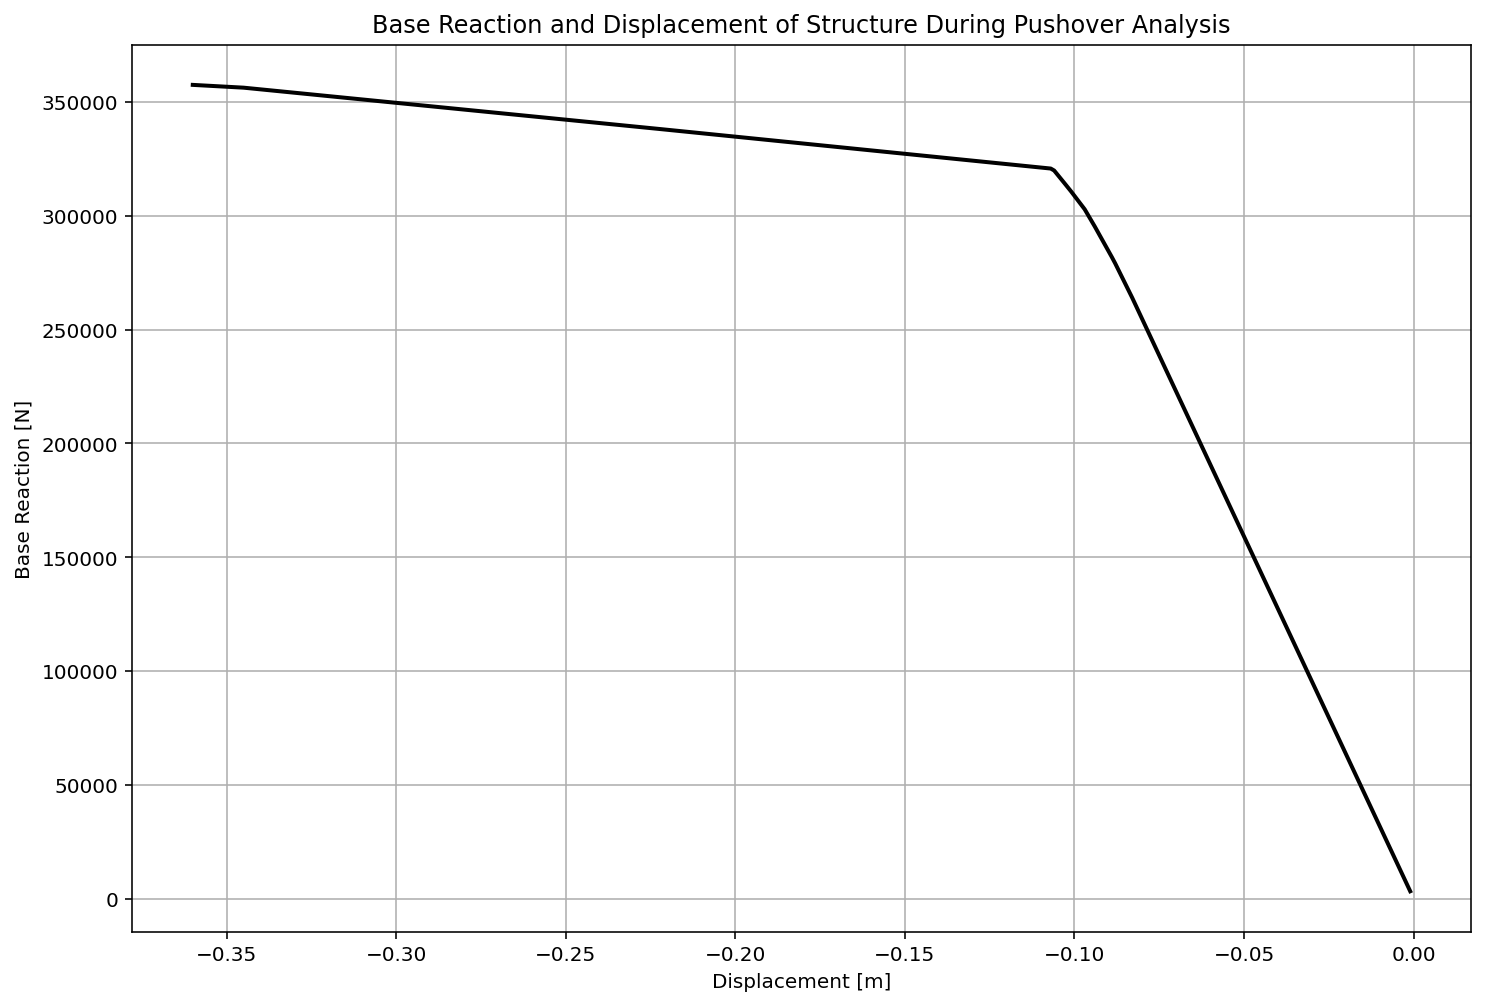 Base Reaction and Displacement of Structure During Pushover Analysis
350000
300000
250000
200000
150000
100000
50000
0
Base Reaction [N]
−0.35 −0.30 −0.25 −0.20 −0.15 −0.10 −0.05 0.00
Displacement [m]